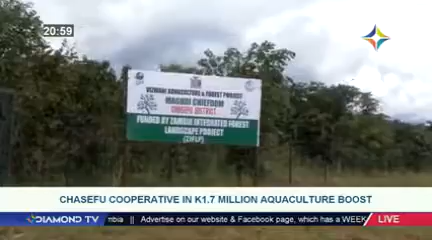 20:59
VIZWANI AQUACULTURE & FOREST PROJECT
MAGODI CHIEFDOM
CHASEFU DISTRICT
FUNDED BY ZAMBIA INTEGRATED FOREST
LANDSCAPE PROJECT
(ZIFLP)
CHASEFU COOPERATIVE IN K1.7 MILLION AQUACULTURE BOOST
DIAMOND TV
mbia || Advertise on our website & Facebook page, which has a WEEK
LIVE